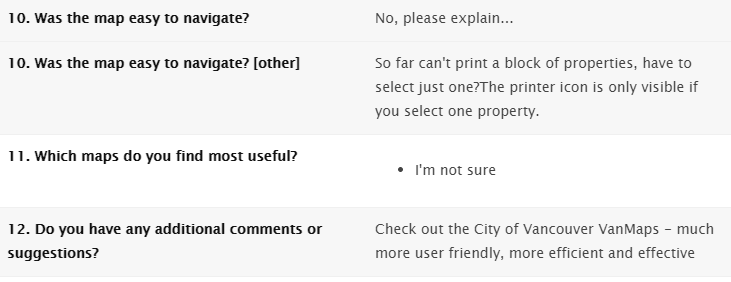 10. Was the map easy to navigate?
No, please explain...
10. Was the map easy to navigate? [other]
So far can't print a block of properties, have to
select just one?The printer icon is only visible if
you select one property.
11. Which maps do you find most useful?
• I'm not sure
12. Do you have any additional comments or
suggestions?
Check out the City of Vancouver VanMaps – much
more user friendly, more efficient and effective